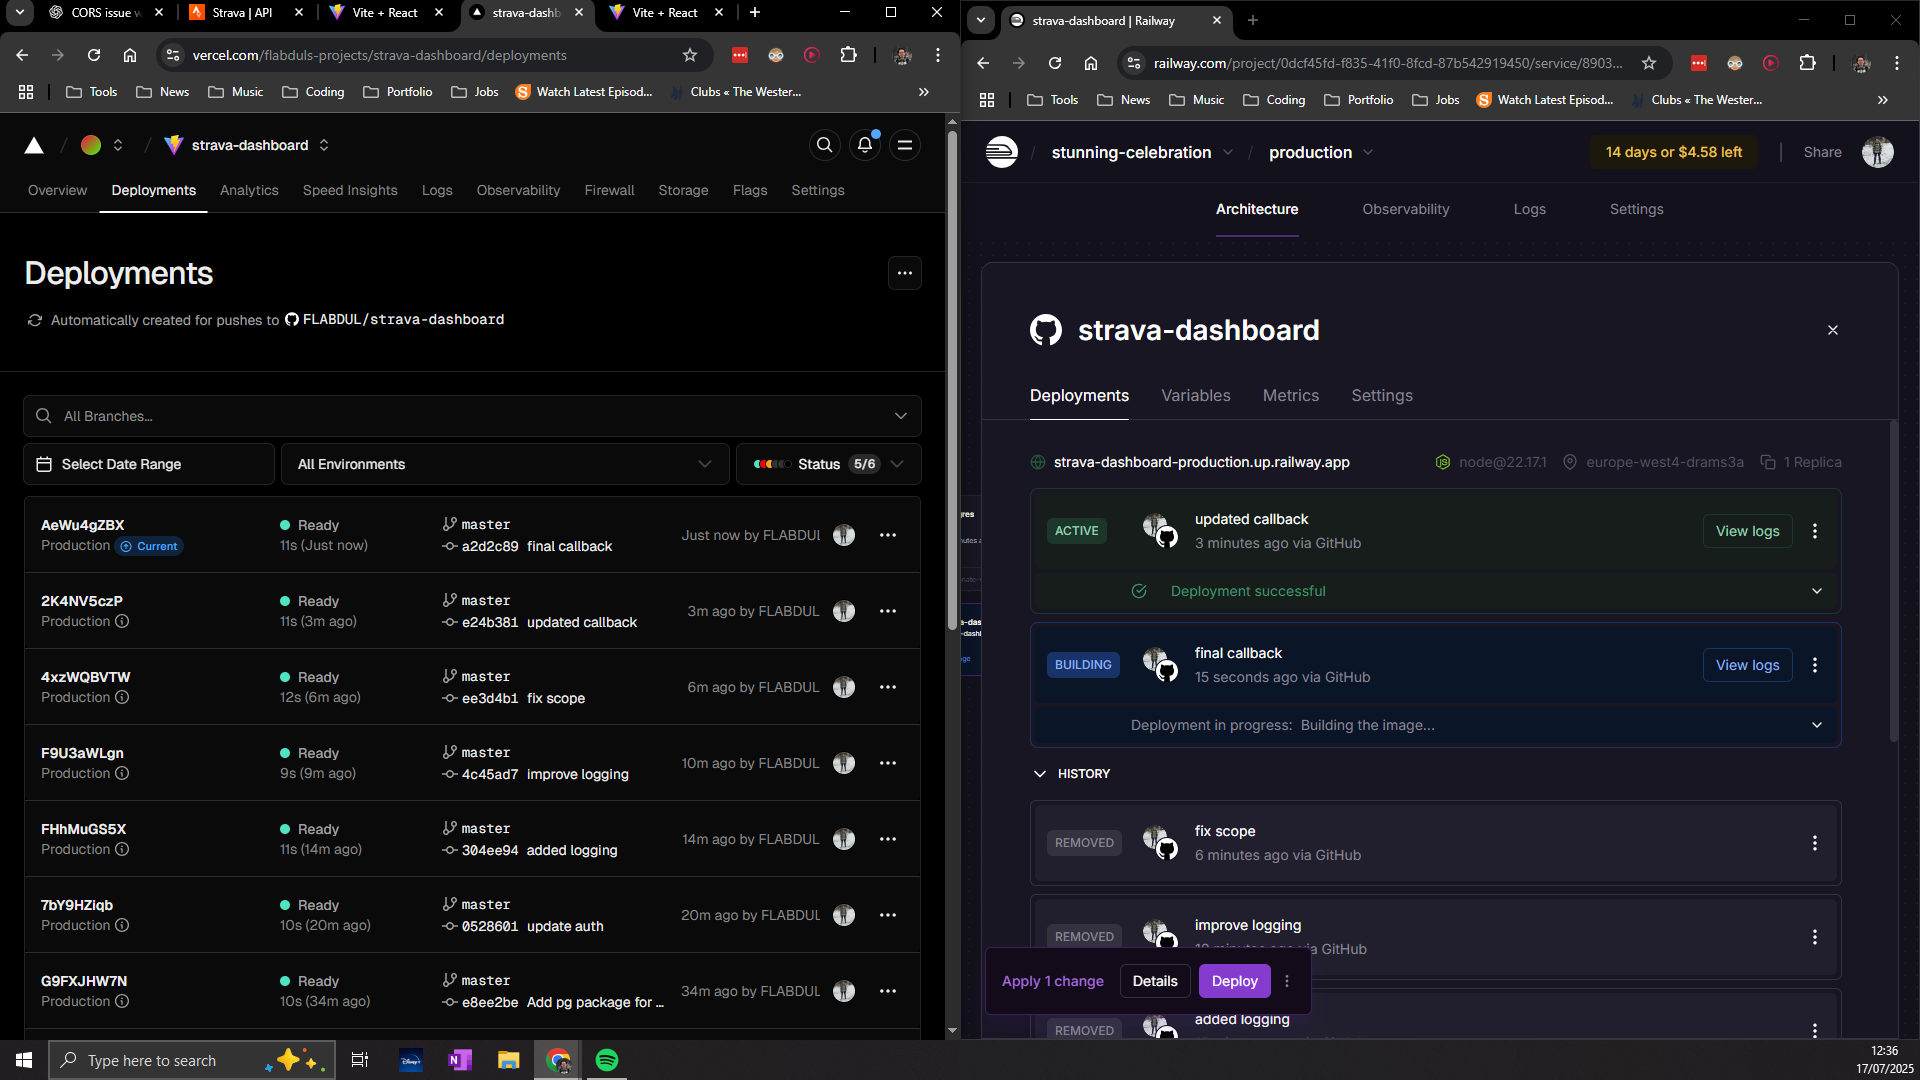 CORS issue w
Strava | API
Vite + React
strava-dashb
Vite + React
vercel.com/flabduls-projects/strava-dashboard/deployments
Tools
News
Music
Coding
Portfolio
Jobs
Watch Latest Episod...
Clubs « The Wester...
strava-dashboard
Overview
Deployments
Analytics
Speed Insights
Logs
Observability
Firewall
Storage
Flags
Settings
Deployments
Automatically created for pushes to FLABDUL/strava-dashboard
All Branches...
Select Date Range
All Environments
Status 5/6
AeWu4gZBX
Production Current
Ready
11s (Just now)
master
a2d2c89 final callback
Just now by FLABDUL
2K4NV5czP
Production
Ready
11s (3m ago)
master
e24b381 updated callback
3m ago by FLABDUL
4xzWQBVTW
Production
Ready
12s (6m ago)
master
ee3d4b1 fix scope
6m ago by FLABDUL
F9U3aWLgn
Production
Ready
9s (9m ago)
master
4c45ad7 improve logging
10m ago by FLABDUL
FHhMuGS5X
Production
Ready
11s (14m ago)
master
304ee94 added logging
14m ago by FLABDUL
7bY9HZiqb
Production
Ready
10s (20m ago)
master
0528601 update auth
20m ago by FLABDUL
G9FXJHW7N
Production
Ready
10s (34m ago)
master
e8ee2be Add pg package for ...
34m ago by FLABDUL
strava-dashboard | Railway
railway.com/project/0dcf45fd-f835-41f0-8fcd-87b542919450/service/8903...
Tools
News
Music
Coding
Portfolio
Jobs
Watch Latest Episod...
Clubs « The Wester...
stunning-celebration
production
14 days or $4.58 left
Share
Architecture
Observability
Logs
Settings
strava-dashboard
Deployments
Variables
Metrics
Settings
strava-dashboard-production.up.railway.app
node@22.17.1
europe-west4-drams3a
1 Replica
ACTIVE
updated callback
3 minutes ago via GitHub
View logs
Deployment successful
BUILDING
final callback
15 seconds ago via GitHub
View logs
Deployment in progress: Building the image...
HISTORY
REMOVED
fix scope
6 minutes ago via GitHub
REMOVED
improve logging
via GitHub
Apply 1 change
Details
Deploy
REMOVED
added logging
Type here to search
12:36
17/07/2025